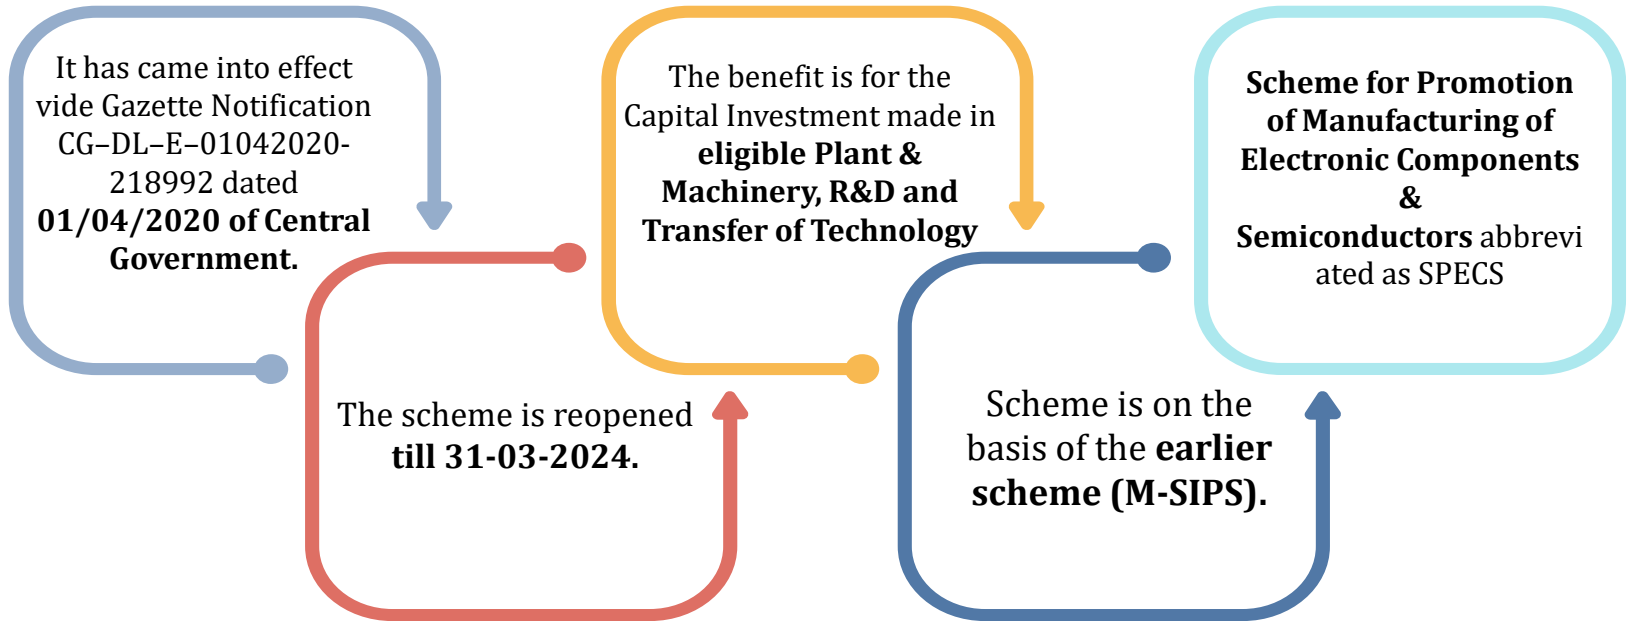 It has came into effect
vide Gazette Notification
CG–DL–E–01042020-
218992 dated
01/04/2020 of Central
Government.
The scheme is reopened
till 31-03-2024.
The benefit is for the
Capital Investment made in
eligible Plant &
Machinery, R&D and
Transfer of Technology
Scheme is on the
basis of the earlier
scheme (M-SIPS).
Scheme for Promotion
of Manufacturing of
Electronic Components
&
Semiconductors abbrevi
ated as SPECS